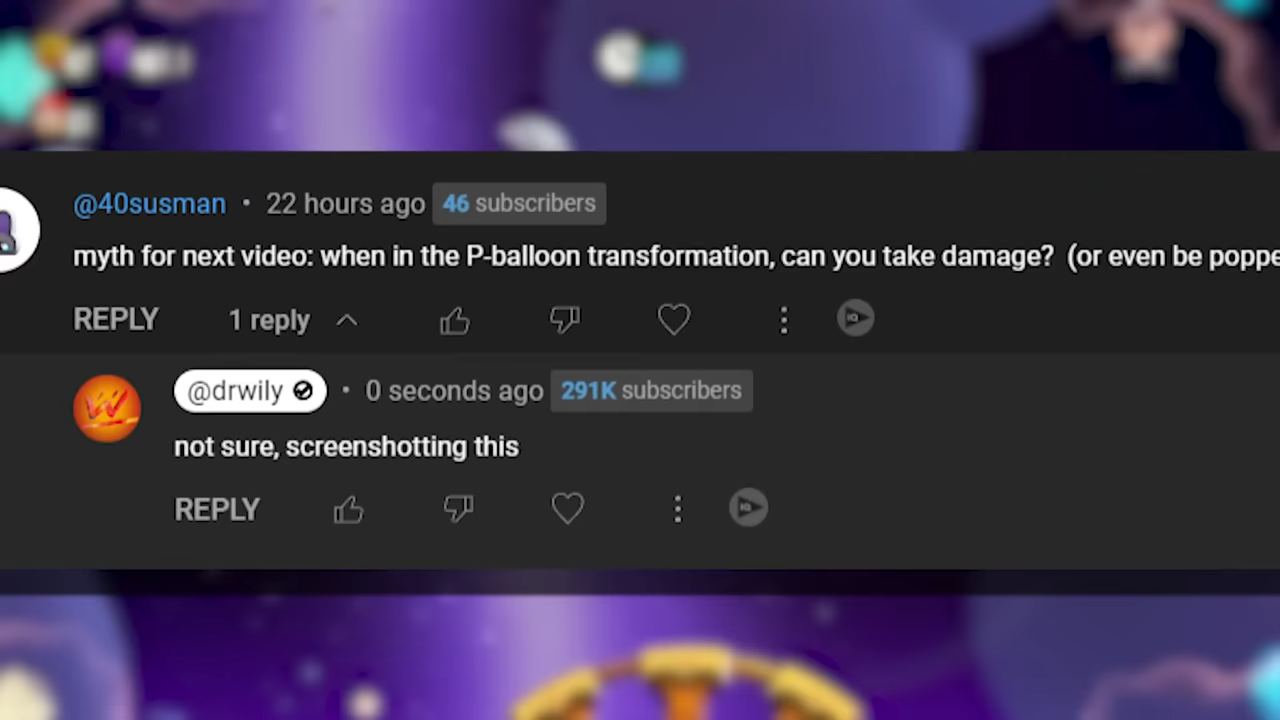 @40susman • 22 hours ago 46 subscribers
myth for next video: when in the P-balloon transformation, can you take damage? (or even be poppe
REPLY 1 reply
@drwily • 0 seconds ago 291K subscribers
not sure, screenshotting this
REPLY